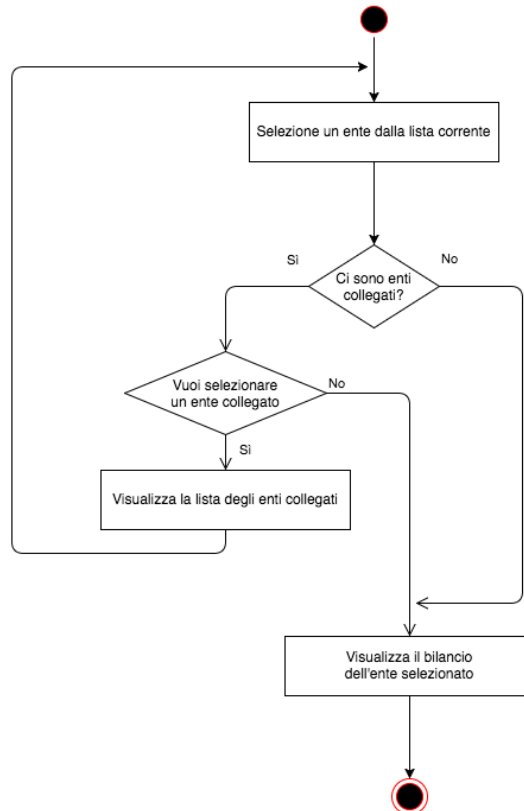 Selezione un ente dalla lista corrente
Sì
No
Ci sono enti
collegati?
Vuoi selezionare
un ente collegato
No
Sì
Visualizza la lista degli enti collegati
Visualizza il bilancio
dell'ente selezionato